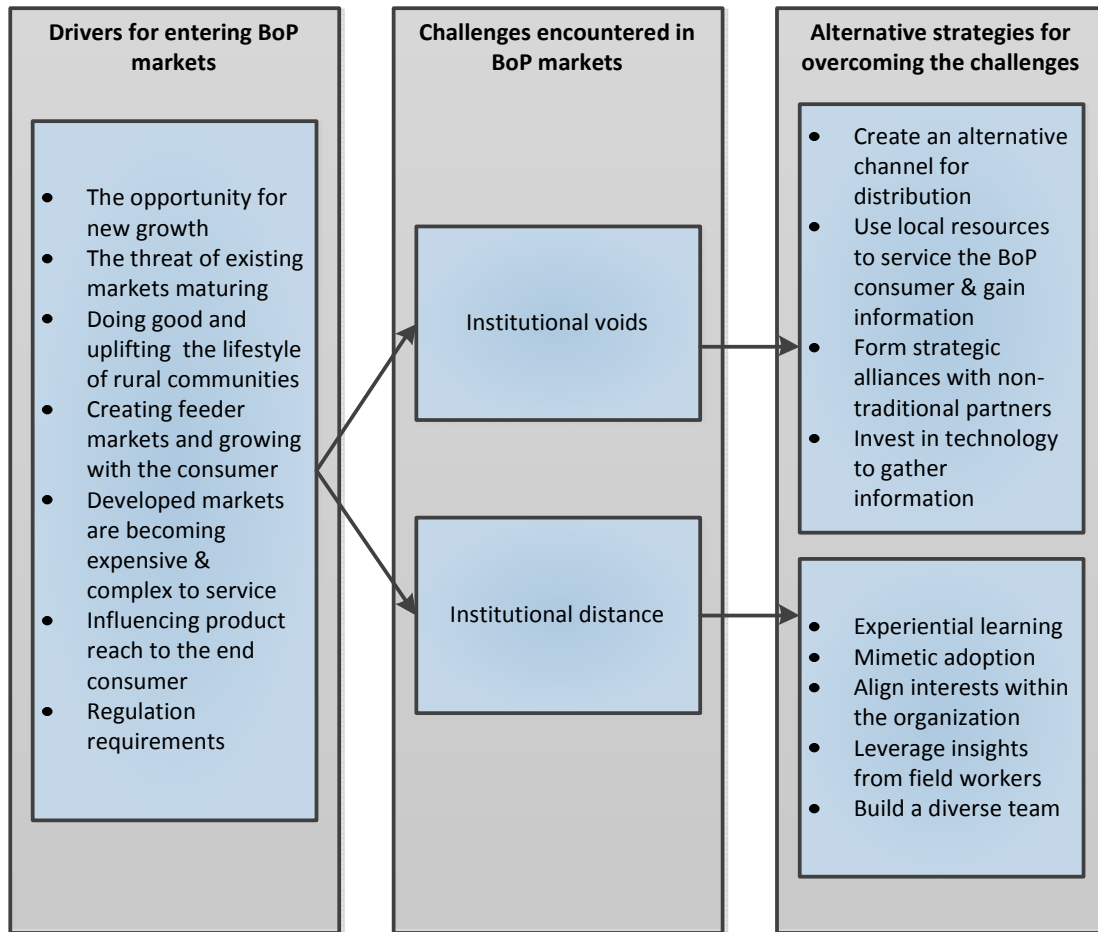 Drivers for entering BoP
markets
• The opportunity for
new growth
• The threat of existing
markets maturing
• Doing good and
uplifting the lifestyle
of rural communities
• Creating feeder
markets and growing
with the consumer
• Developed markets
are becoming
expensive &
complex to service
• Influencing product
reach to the end
consumer
• Regulation
requirements
Challenges encountered in
BoP markets
Institutional voids
Institutional distance
Alternative strategies for
overcoming the challenges
• Create an alternative
channel for
distribution
• Use local resources
to service the BoP
consumer & gain
information
• Form strategic
alliances with non-
traditional partners
• Invest in technology
to gather
information
• Experiential learning
• Mimetic adoption
• Align interests within
the organization
• Leverage insights
from field workers
• Build a diverse team